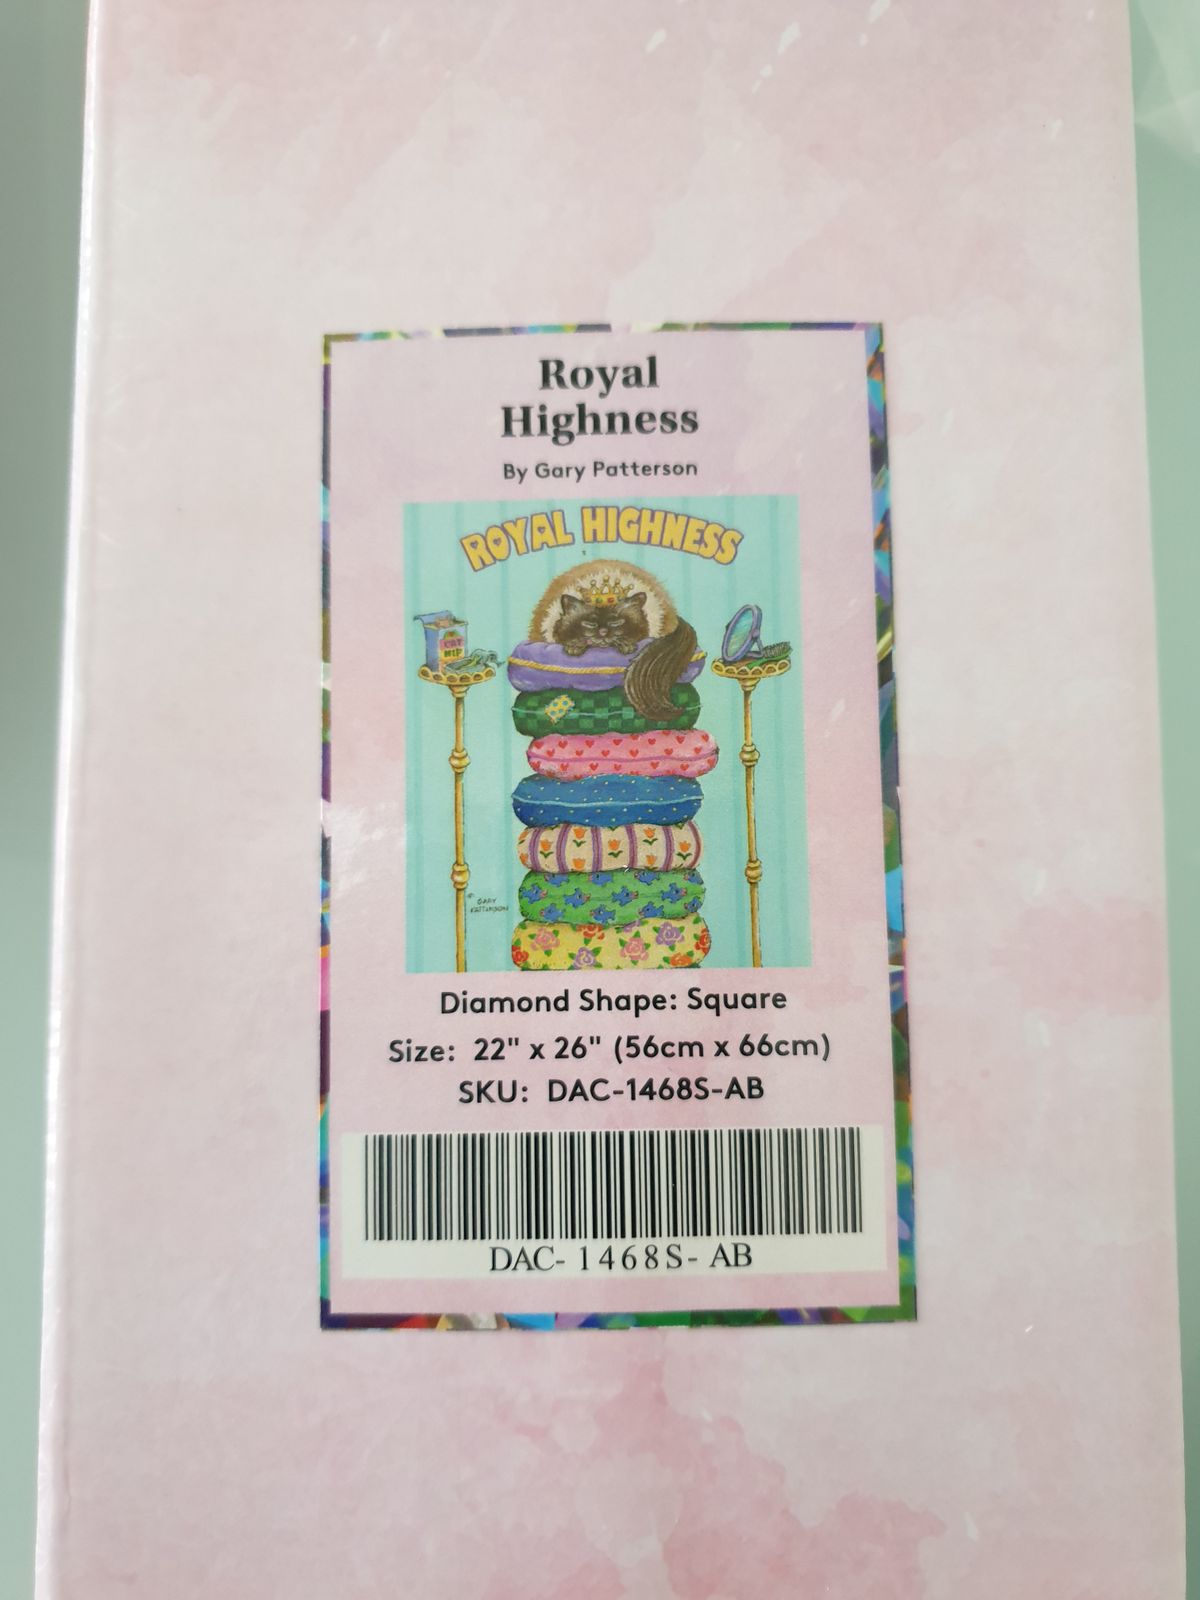 Royal
Highness
By Gary Patterson
ROYAL HIGHNESS
CAT
NIP
© GARY
PATTERSON
Diamond Shape: Square
Size: 22" x 26" (56cm x 66cm)
SKU: DAC-1468S-AB
DAC- 1468S- AB